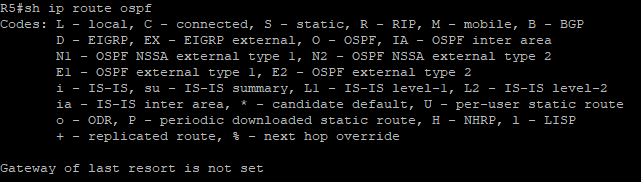 R5#sh ip route ospf
Codes: L - local, C - connected, S - static, R - RIP, M - mobile, B - BGP
D - EIGRP, EX - EIGRP external, O - OSPF, IA - OSPF inter area
N1 - OSPF NSSA external type 1, N2 - OSPF NSSA external type 2
E1 - OSPF external type 1, E2 - OSPF external type 2
i - IS-IS, su - IS-IS summary, L1 - IS-IS level-1, L2 - IS-IS level-2
ia - IS-IS inter area, * - candidate default, U - per-user static route
o - ODR, P - periodic downloaded static route, H - NHRP, l - LISP
+ - replicated route, % - next hop override
Gateway of last resort is not set